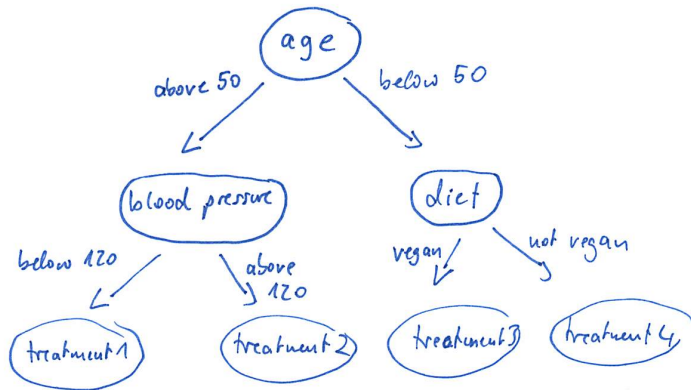 age
above 50
below 50
blood pressure
diet
below 120
above
120
vegan
not vegan
treatment 1
treatment 2
treatment 3
treatment 4